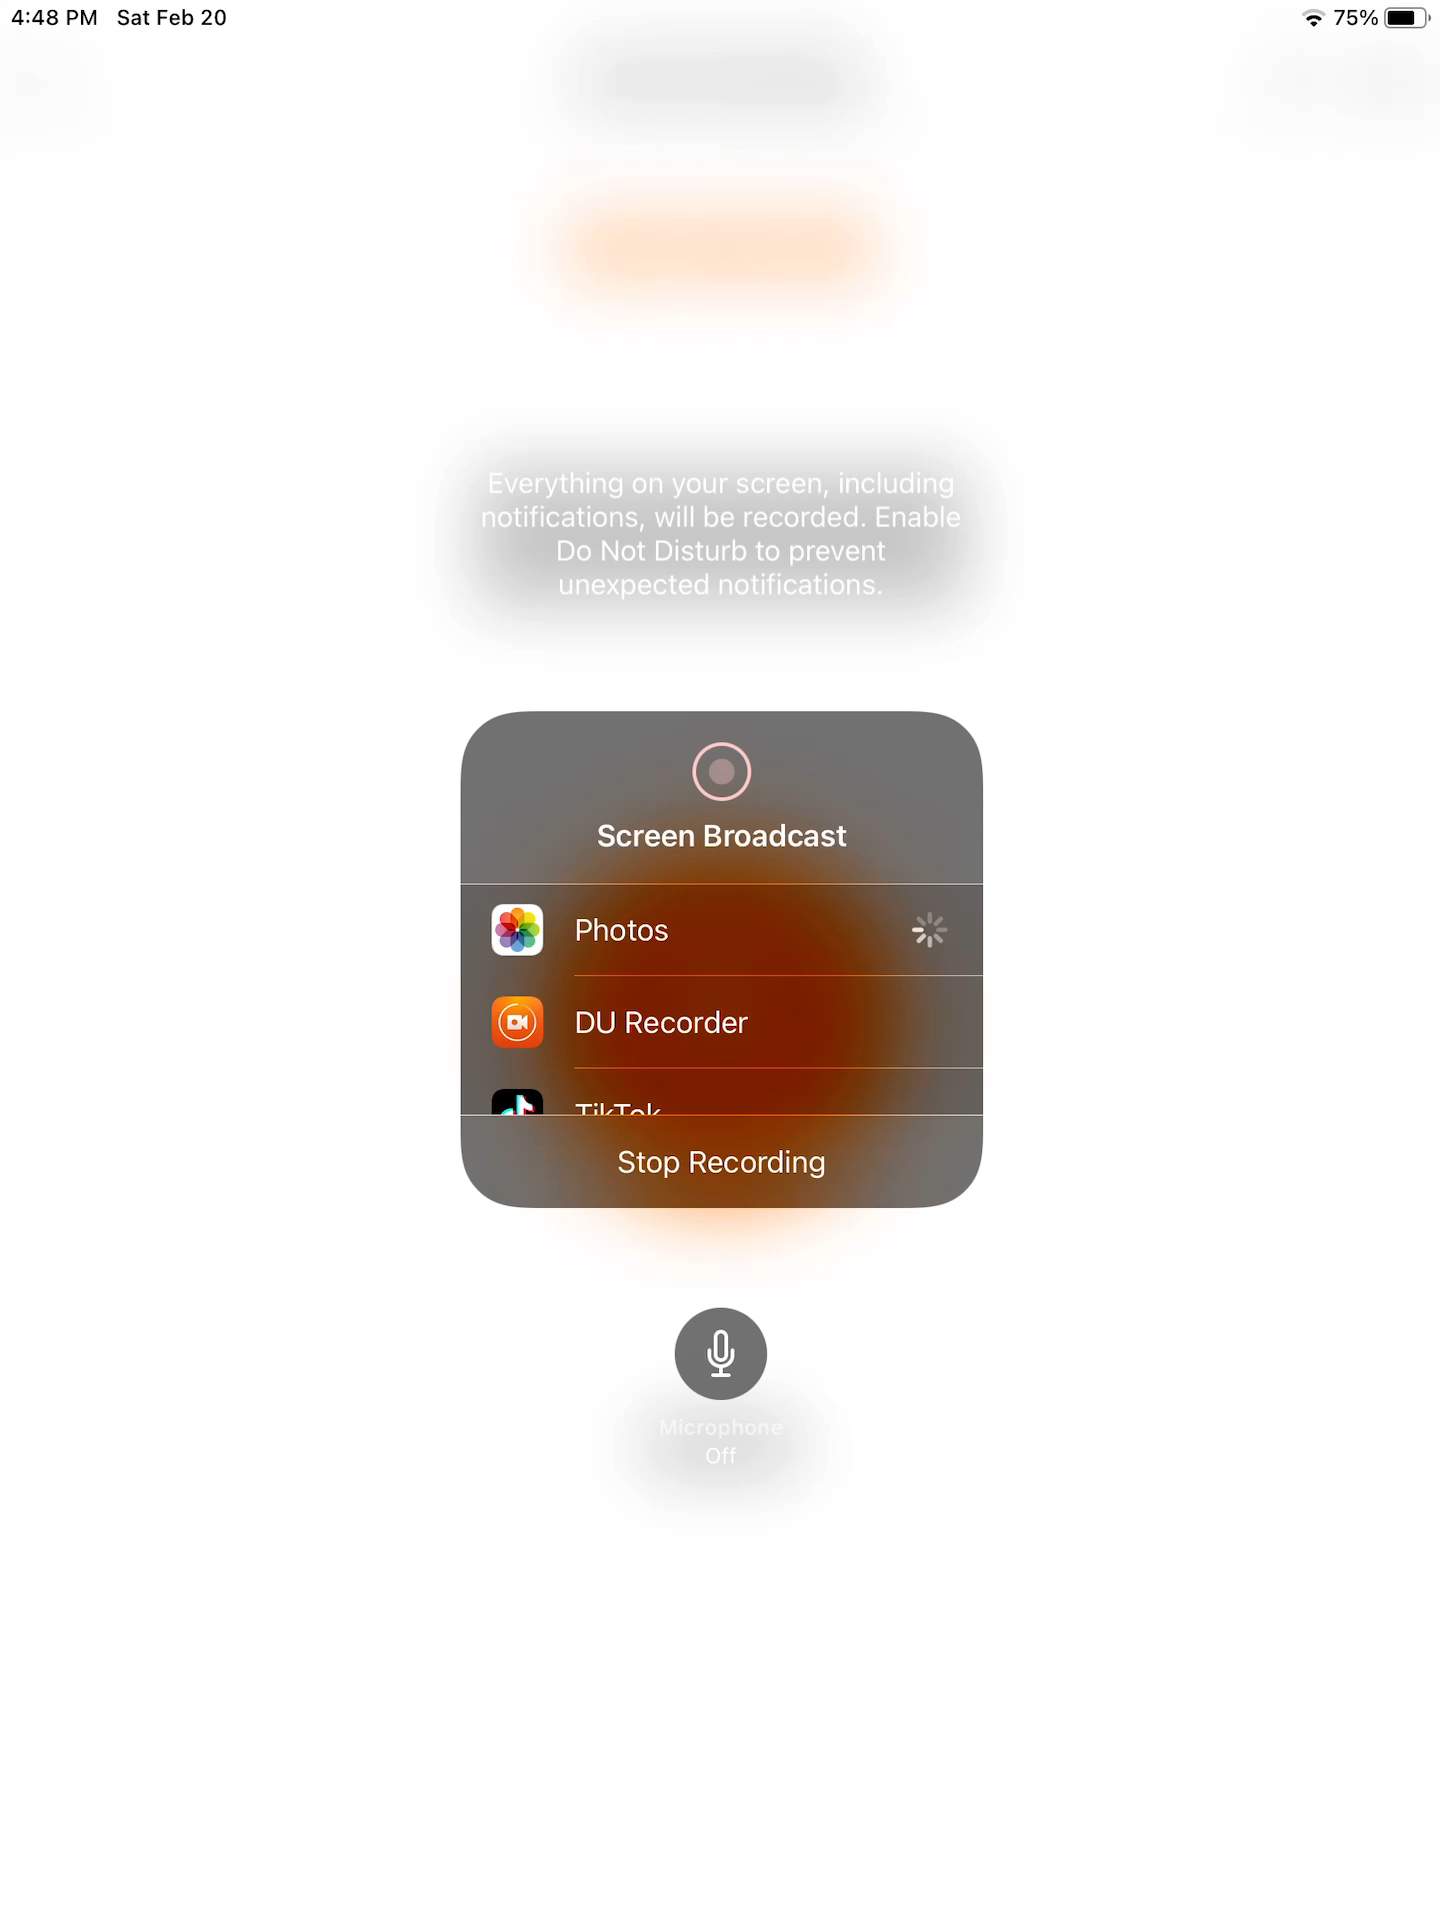 4:48 PM Sat Feb 20
75%
Everything on your screen, including
notifications, will be recorded. Enable
Do Not Disturb to prevent
unexpected notifications.
Screen Broadcast
Photos
DU Recorder
TikTok
Stop Recording
Microphone
Off